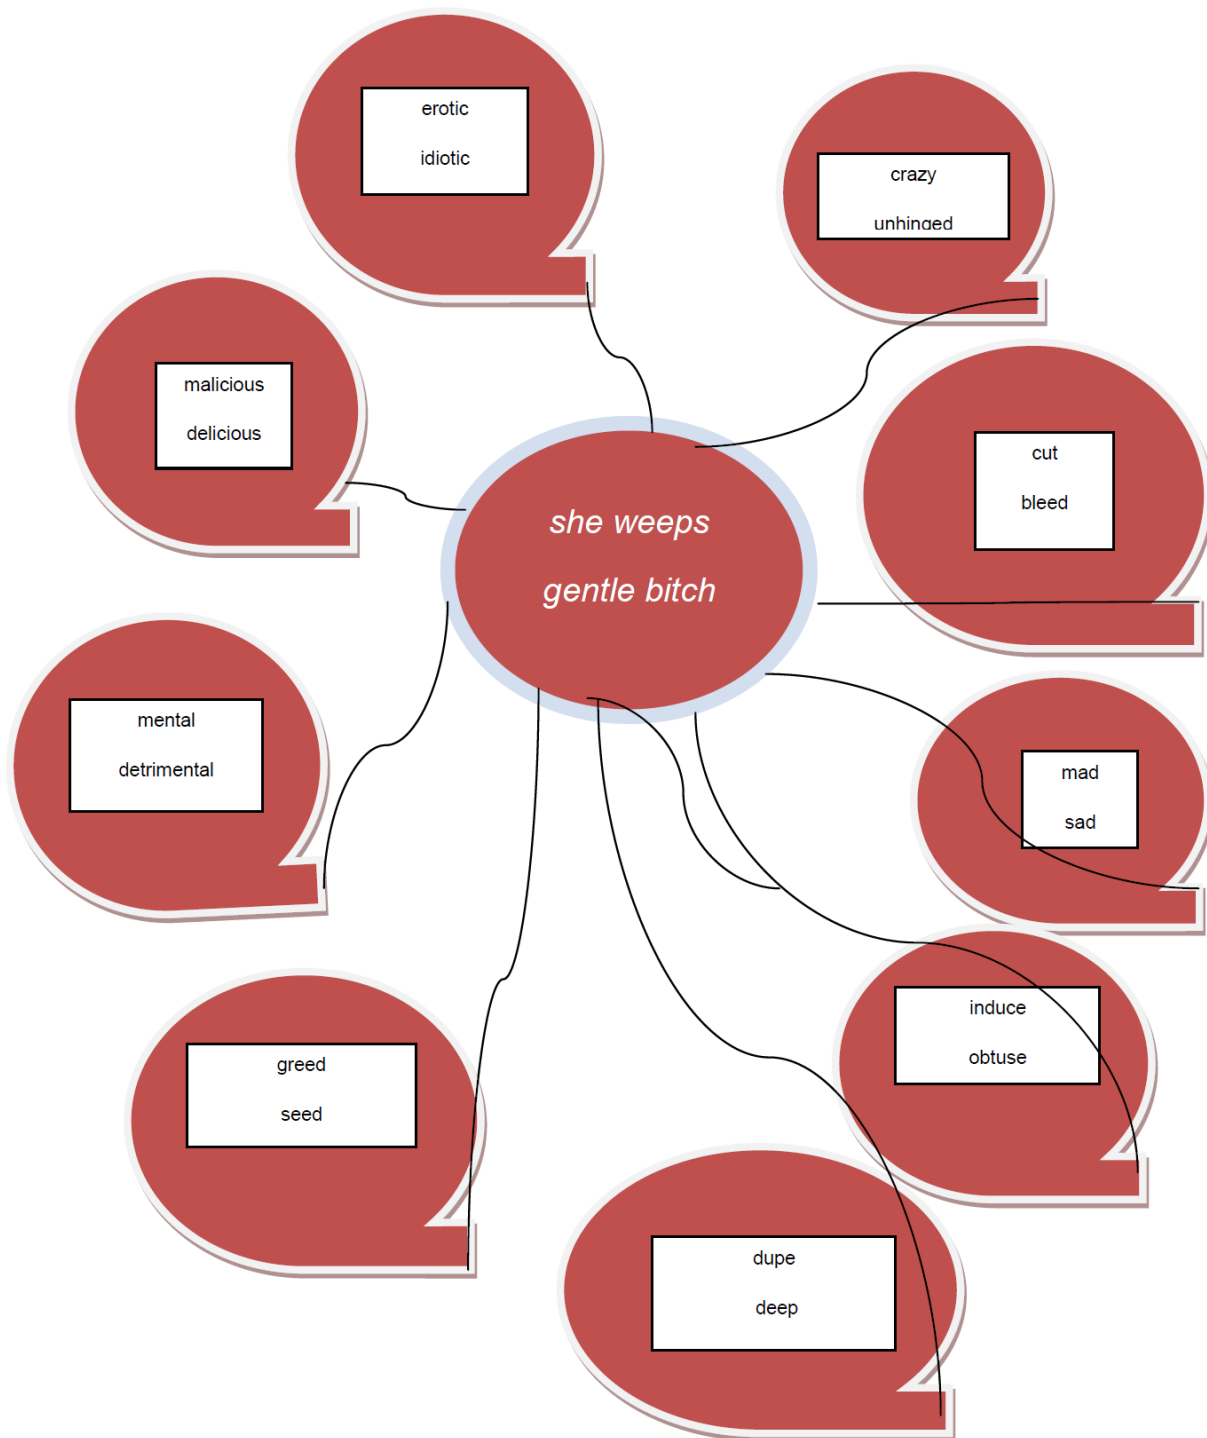 erotic
idiotic
crazy
unhinged
malicious
delicious
cut
bleed
she weeps
gentle bitch
mental
detrimental
mad
sad
induce
obtuse
greed
seed
dupe
deep